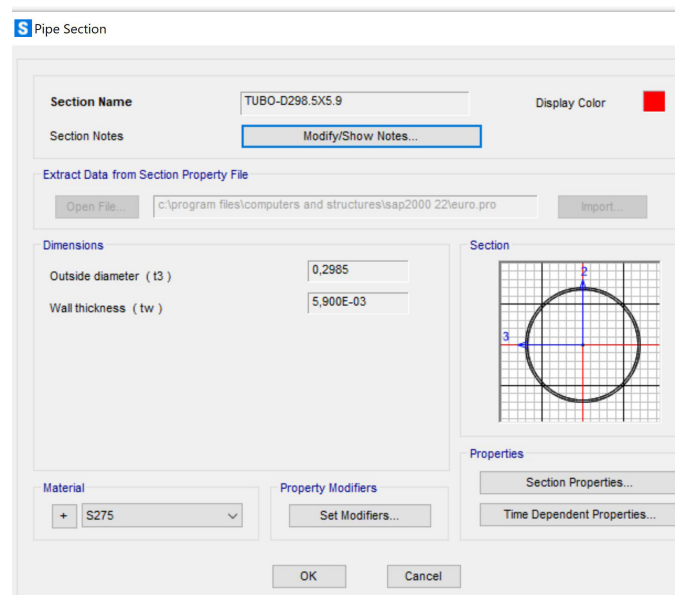 S Pipe Section
Section Name
TUBO-D298.5X5.9
Display Color
Section Notes
Modify/Show Notes...
Extract Data from Section Property File
Open File...
c:\program files\computers and structures\sap2000 22\euro.pro
Import...
Dimensions
Outside diameter ( t3 )
0,2985
Wall thickness ( tw )
5,900E-03
Section
2
3
Properties
Section Properties...
Time Dependent Properties...
Material
+ S275
Property Modifiers
Set Modifiers...
OK
Cancel